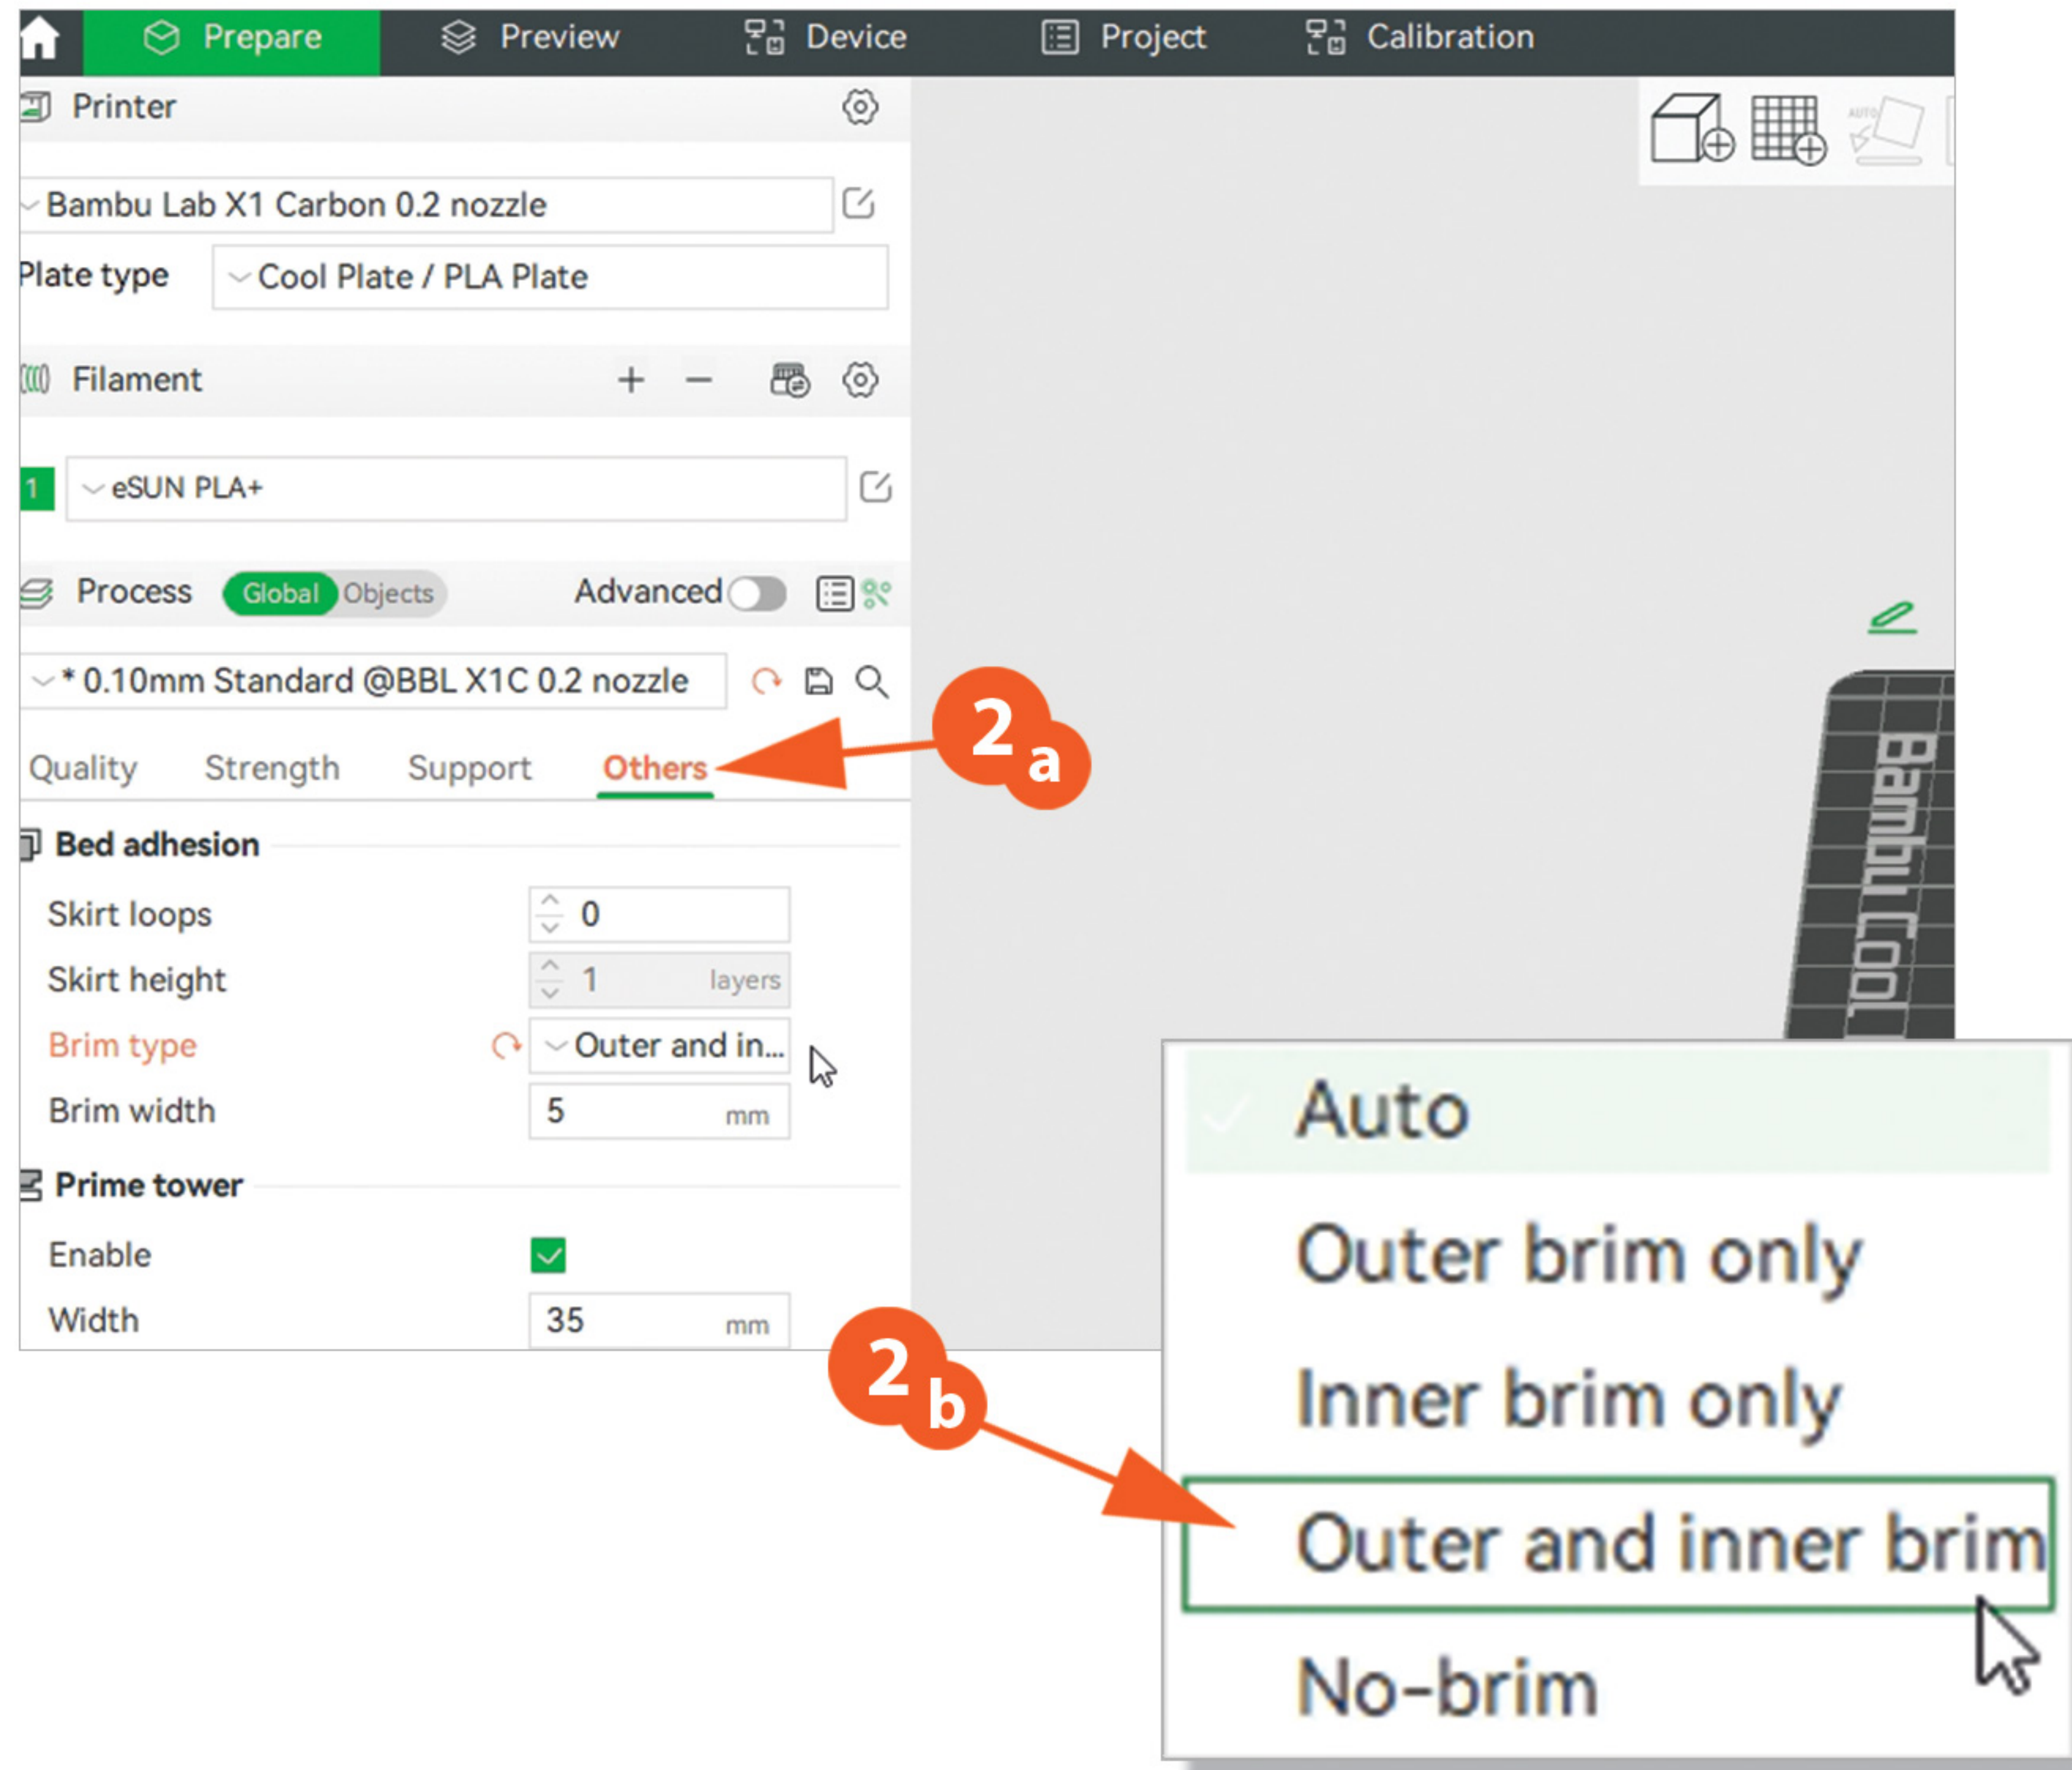 Prepare Preview Device Project Calibration
Printer
Bambu Lab X1 Carbon 0.2 nozzle
Plate type Cool Plate / PLA Plate
Filament
1 eSUN PLA+
Process Global Objects Advanced
* 0.10mm Standard @BBL X1C 0.2 nozzle
Quality Strength Support Others
2 a
Bed adhesion
Skirt loops 0
Skirt height 1 layers
Brim type Outer and in...
Brim width 5 mm
Prime tower
Enable
Width 35 mm
2 b
AUTO
Bambu Cool
Auto
Outer brim only
Inner brim only
Outer and inner brim
No-brim